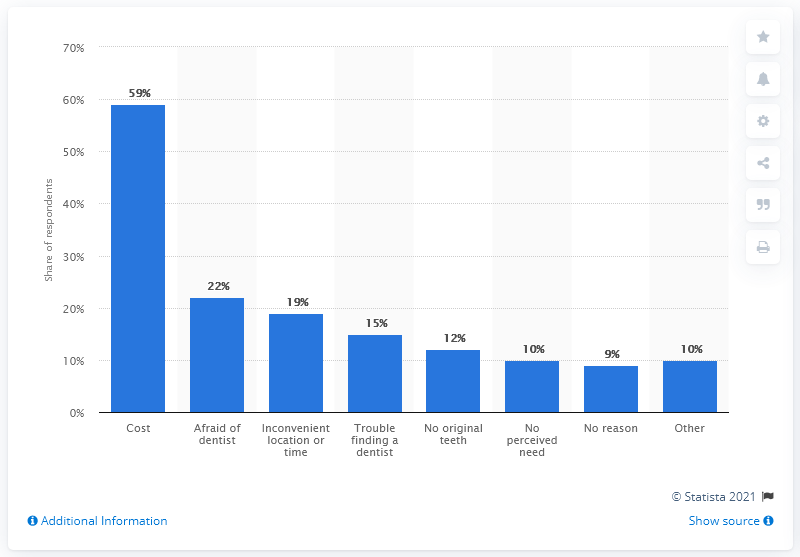 Share of respondents
70%
60%
50%
40%
30%
20%
10%
0%
59%
22%
19%
15%
12%
10%
9%
10%
Cost
Afraid of
dentist
Inconvenient
location or
time
Trouble
finding a
dentist
No original
teeth
No
perceived
need
No reason
Other
© Statista 2021
Additional Information
Show source